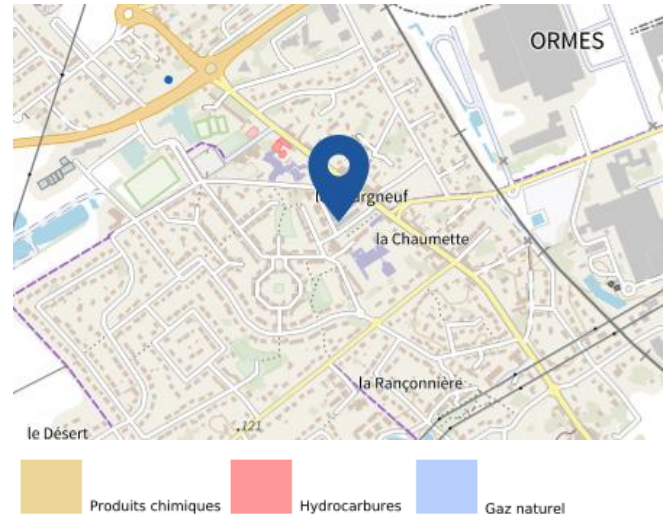 ORMES
la Chaumette
la Rançonnière
.121
le Désert
Produits chimiques
Hydrocarbures
Gaz naturel